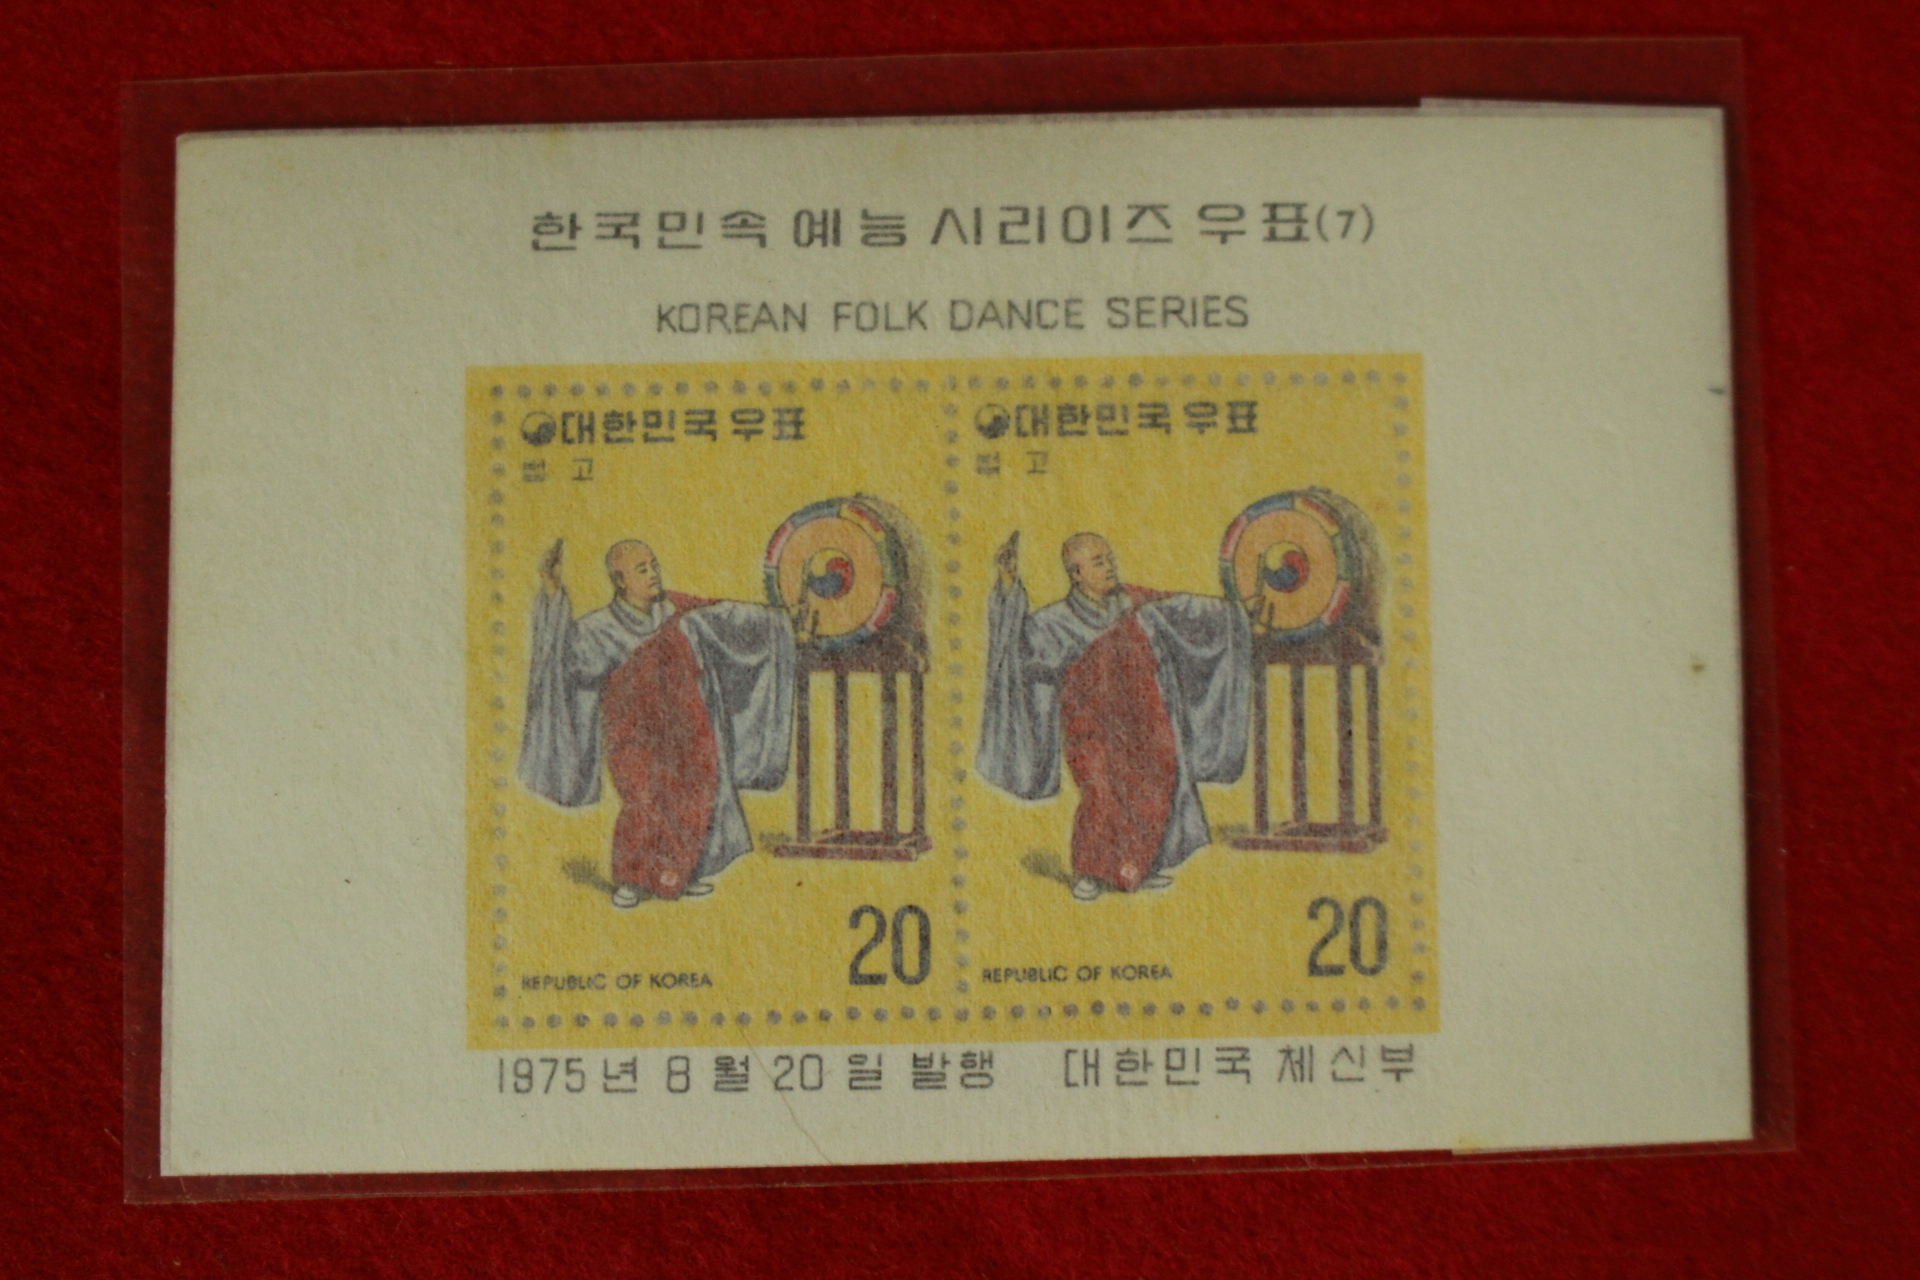 한국민속 예능 시리이즈 우표(7)
KOREAN FOLK DANCE SERIES
대한민국우표
법고
20
REPUBLIC OF KOREA
대한민국우표
법고
20
REPUBLIC OF KOREA
1975년 8월 20일 발행 대한민국 체신부